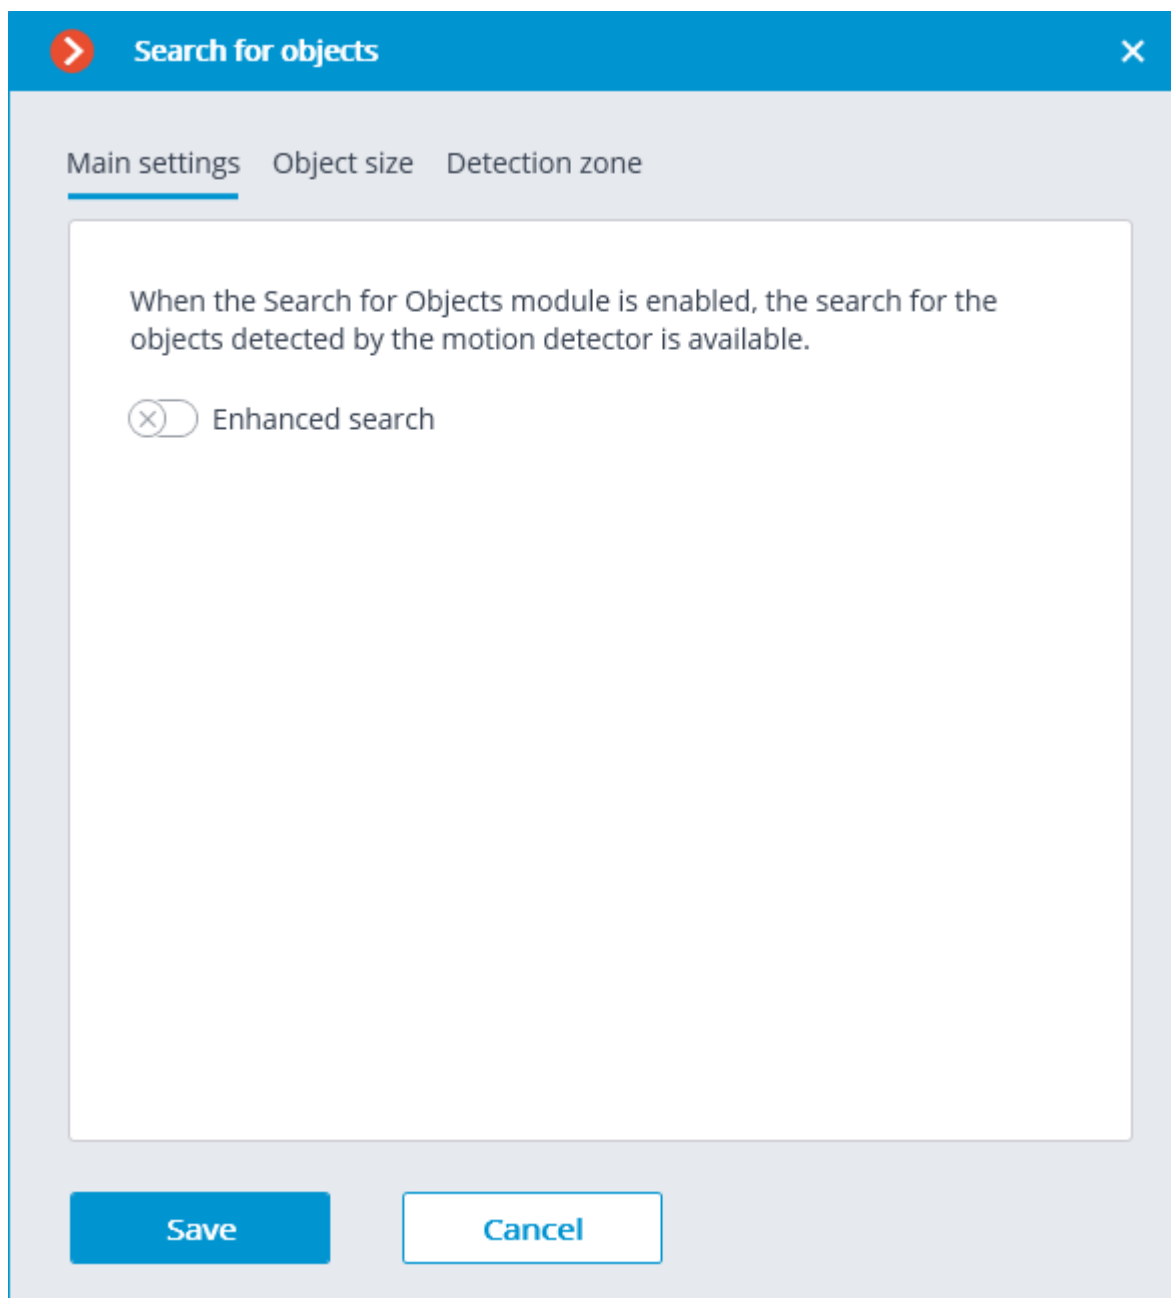 Search for objects
Main settings Object size Detection zone
When the Search for Objects module is enabled, the search for the
objects detected by the motion detector is available.
Enhanced search
Save Cancel